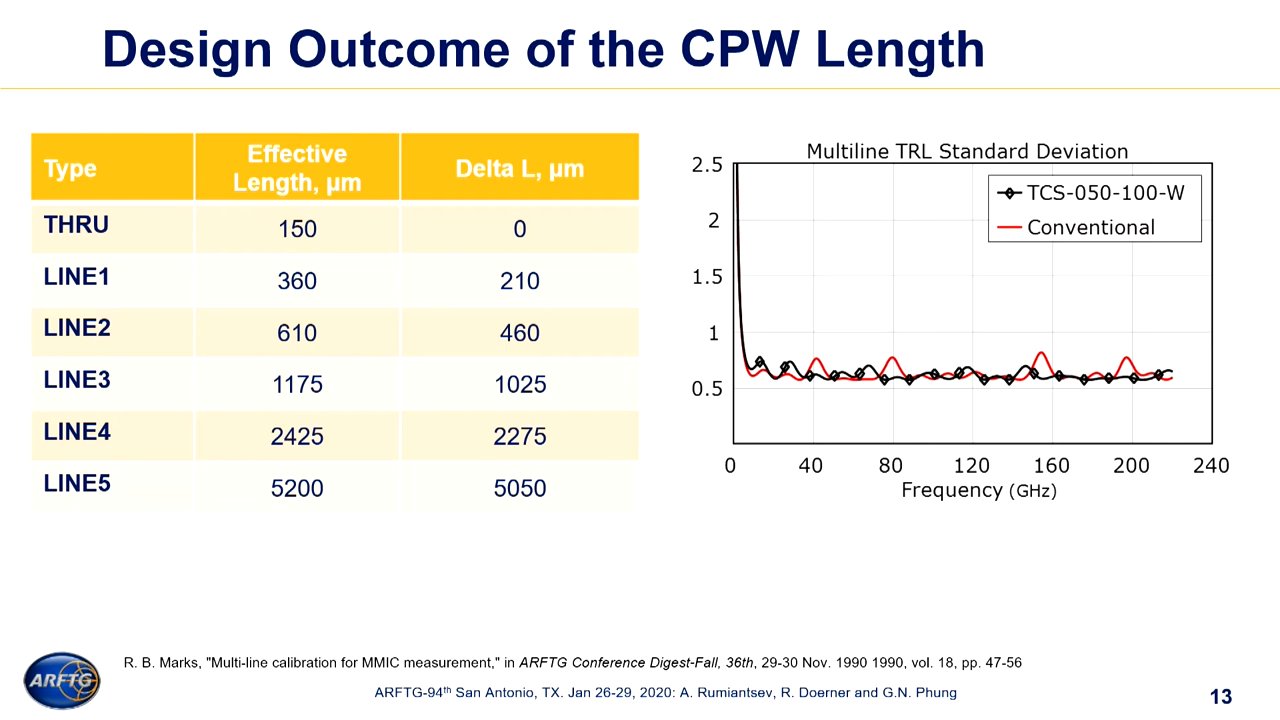 Design Outcome of the CPW Length
Type Effective Length, µm Delta L, µm
THRU 150 0
LINE1 360 210
LINE2 610 460
LINE3 1175 1025
LINE4 2425 2275
LINE5 5200 5050
Multiline TRL Standard Deviation
2.5
2
1.5
1
0.5
TCS-050-100-W
Conventional
0 40 80 120 160 200 240
Frequency (GHz)
ARFTG
R. B. Marks, "Multi-line calibration for MMIC measurement," in ARFTG Conference Digest-Fall, 36th, 29-30 Nov. 1990 1990, vol. 18, pp. 47-56
ARFTG-94th San Antonio, TX. Jan 26-29, 2020: A. Rumiantsev, R. Doerner and G.N. Phung
13